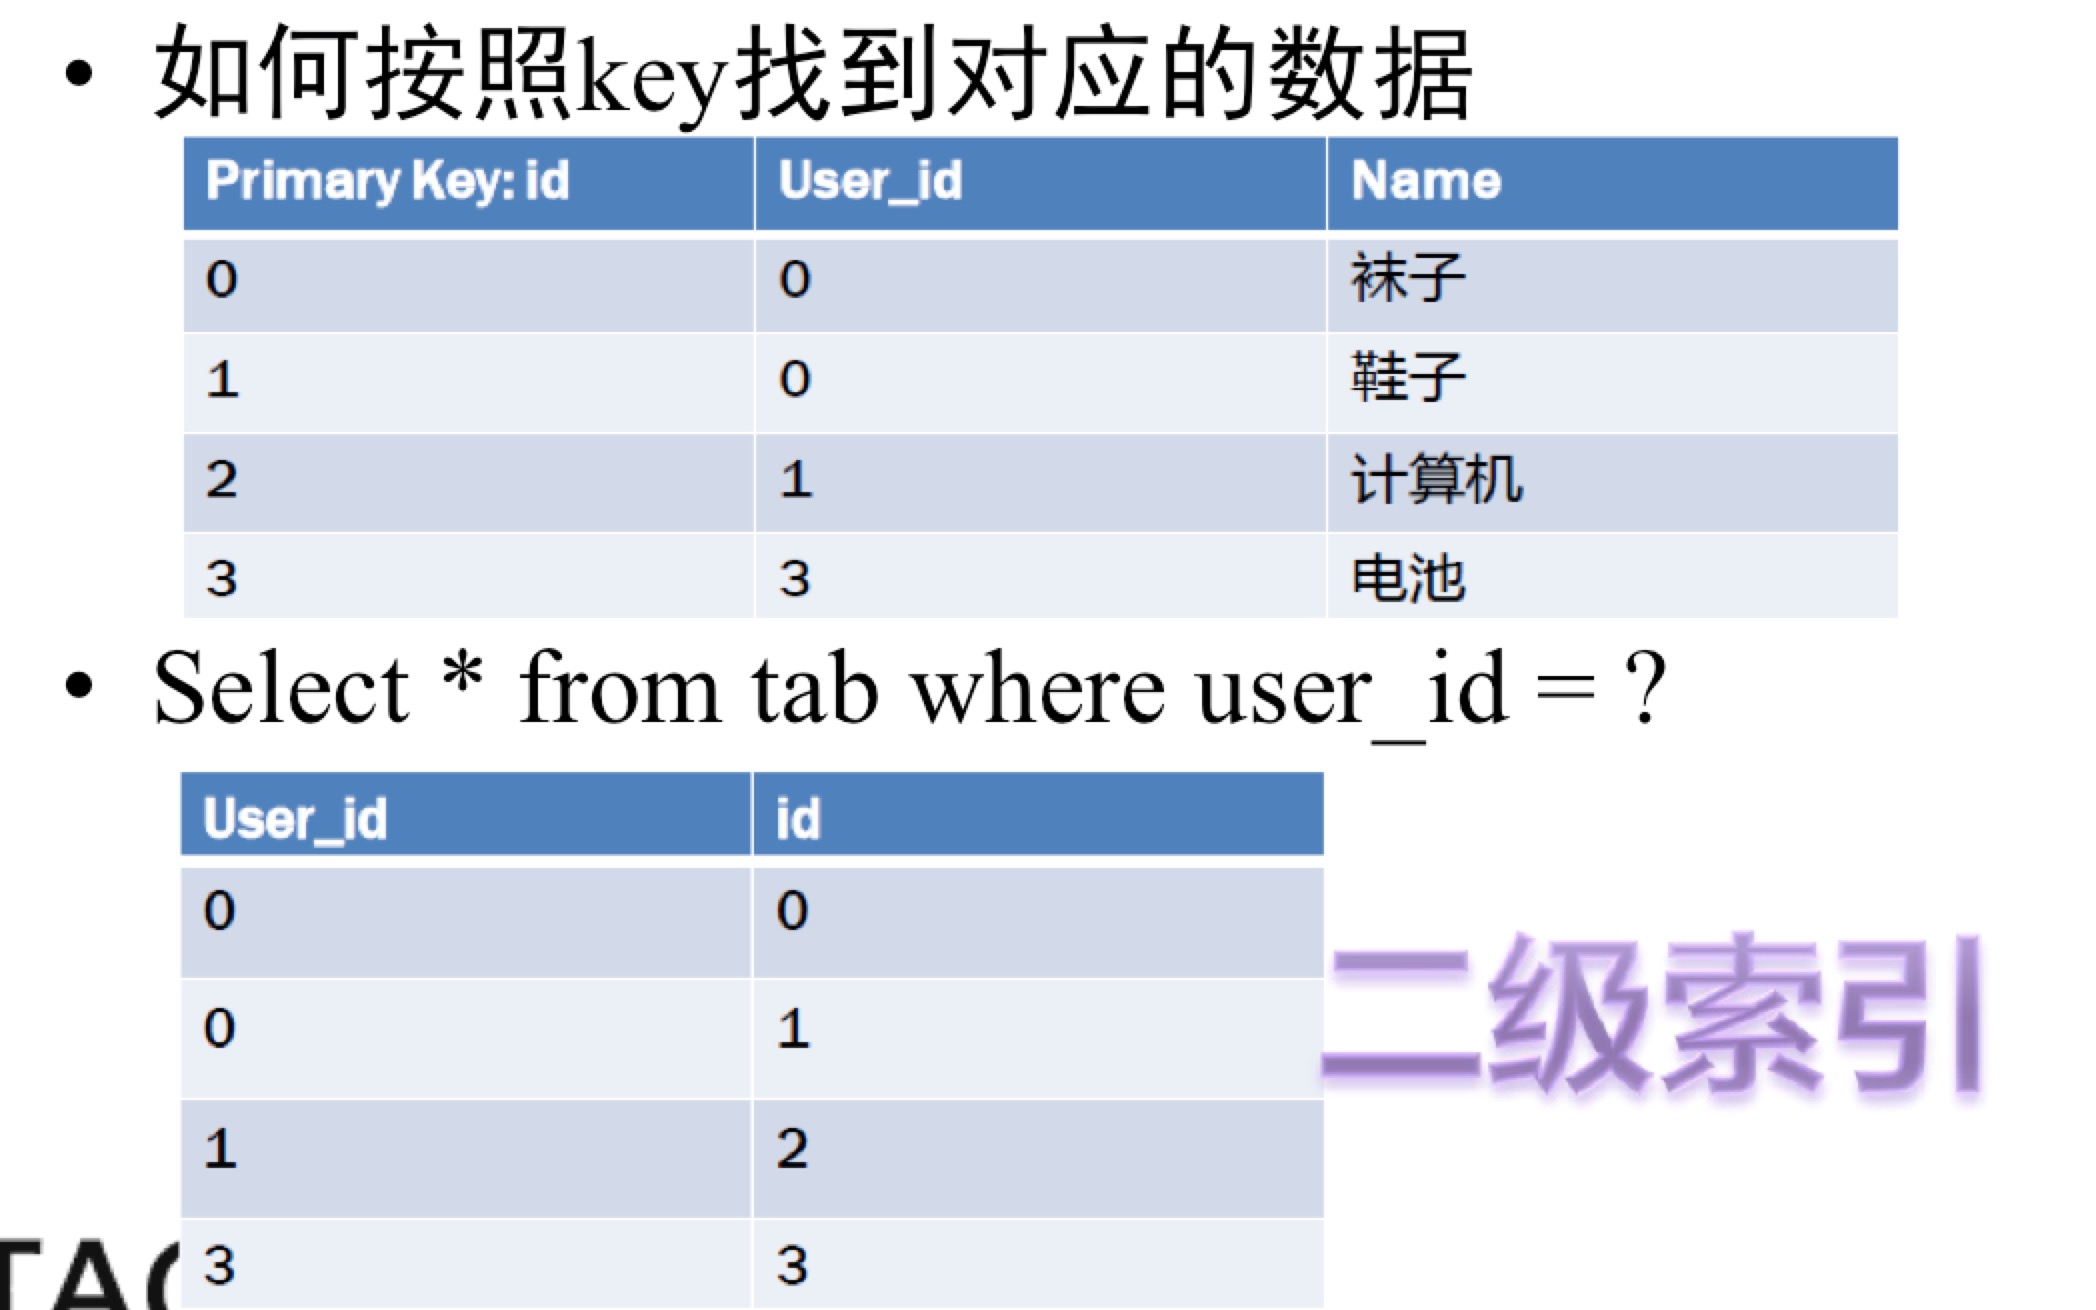 • 如何按照key找到对应的数据
Primary Key: id User_id Name
0 0 袜子
1 0 鞋子
2 1 计算机
3 3 电池
• Select * from tab where user_id = ?
User_id id
0 0
0 1
1 2
3 3
二级索引